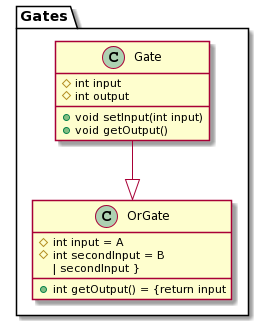 Gates
C Gate
int input
int output
void setInput(int input)
void getOutput()
C OrGate
int input = A
int secondInput = B
| secondInput }
int getOutput() = {return input